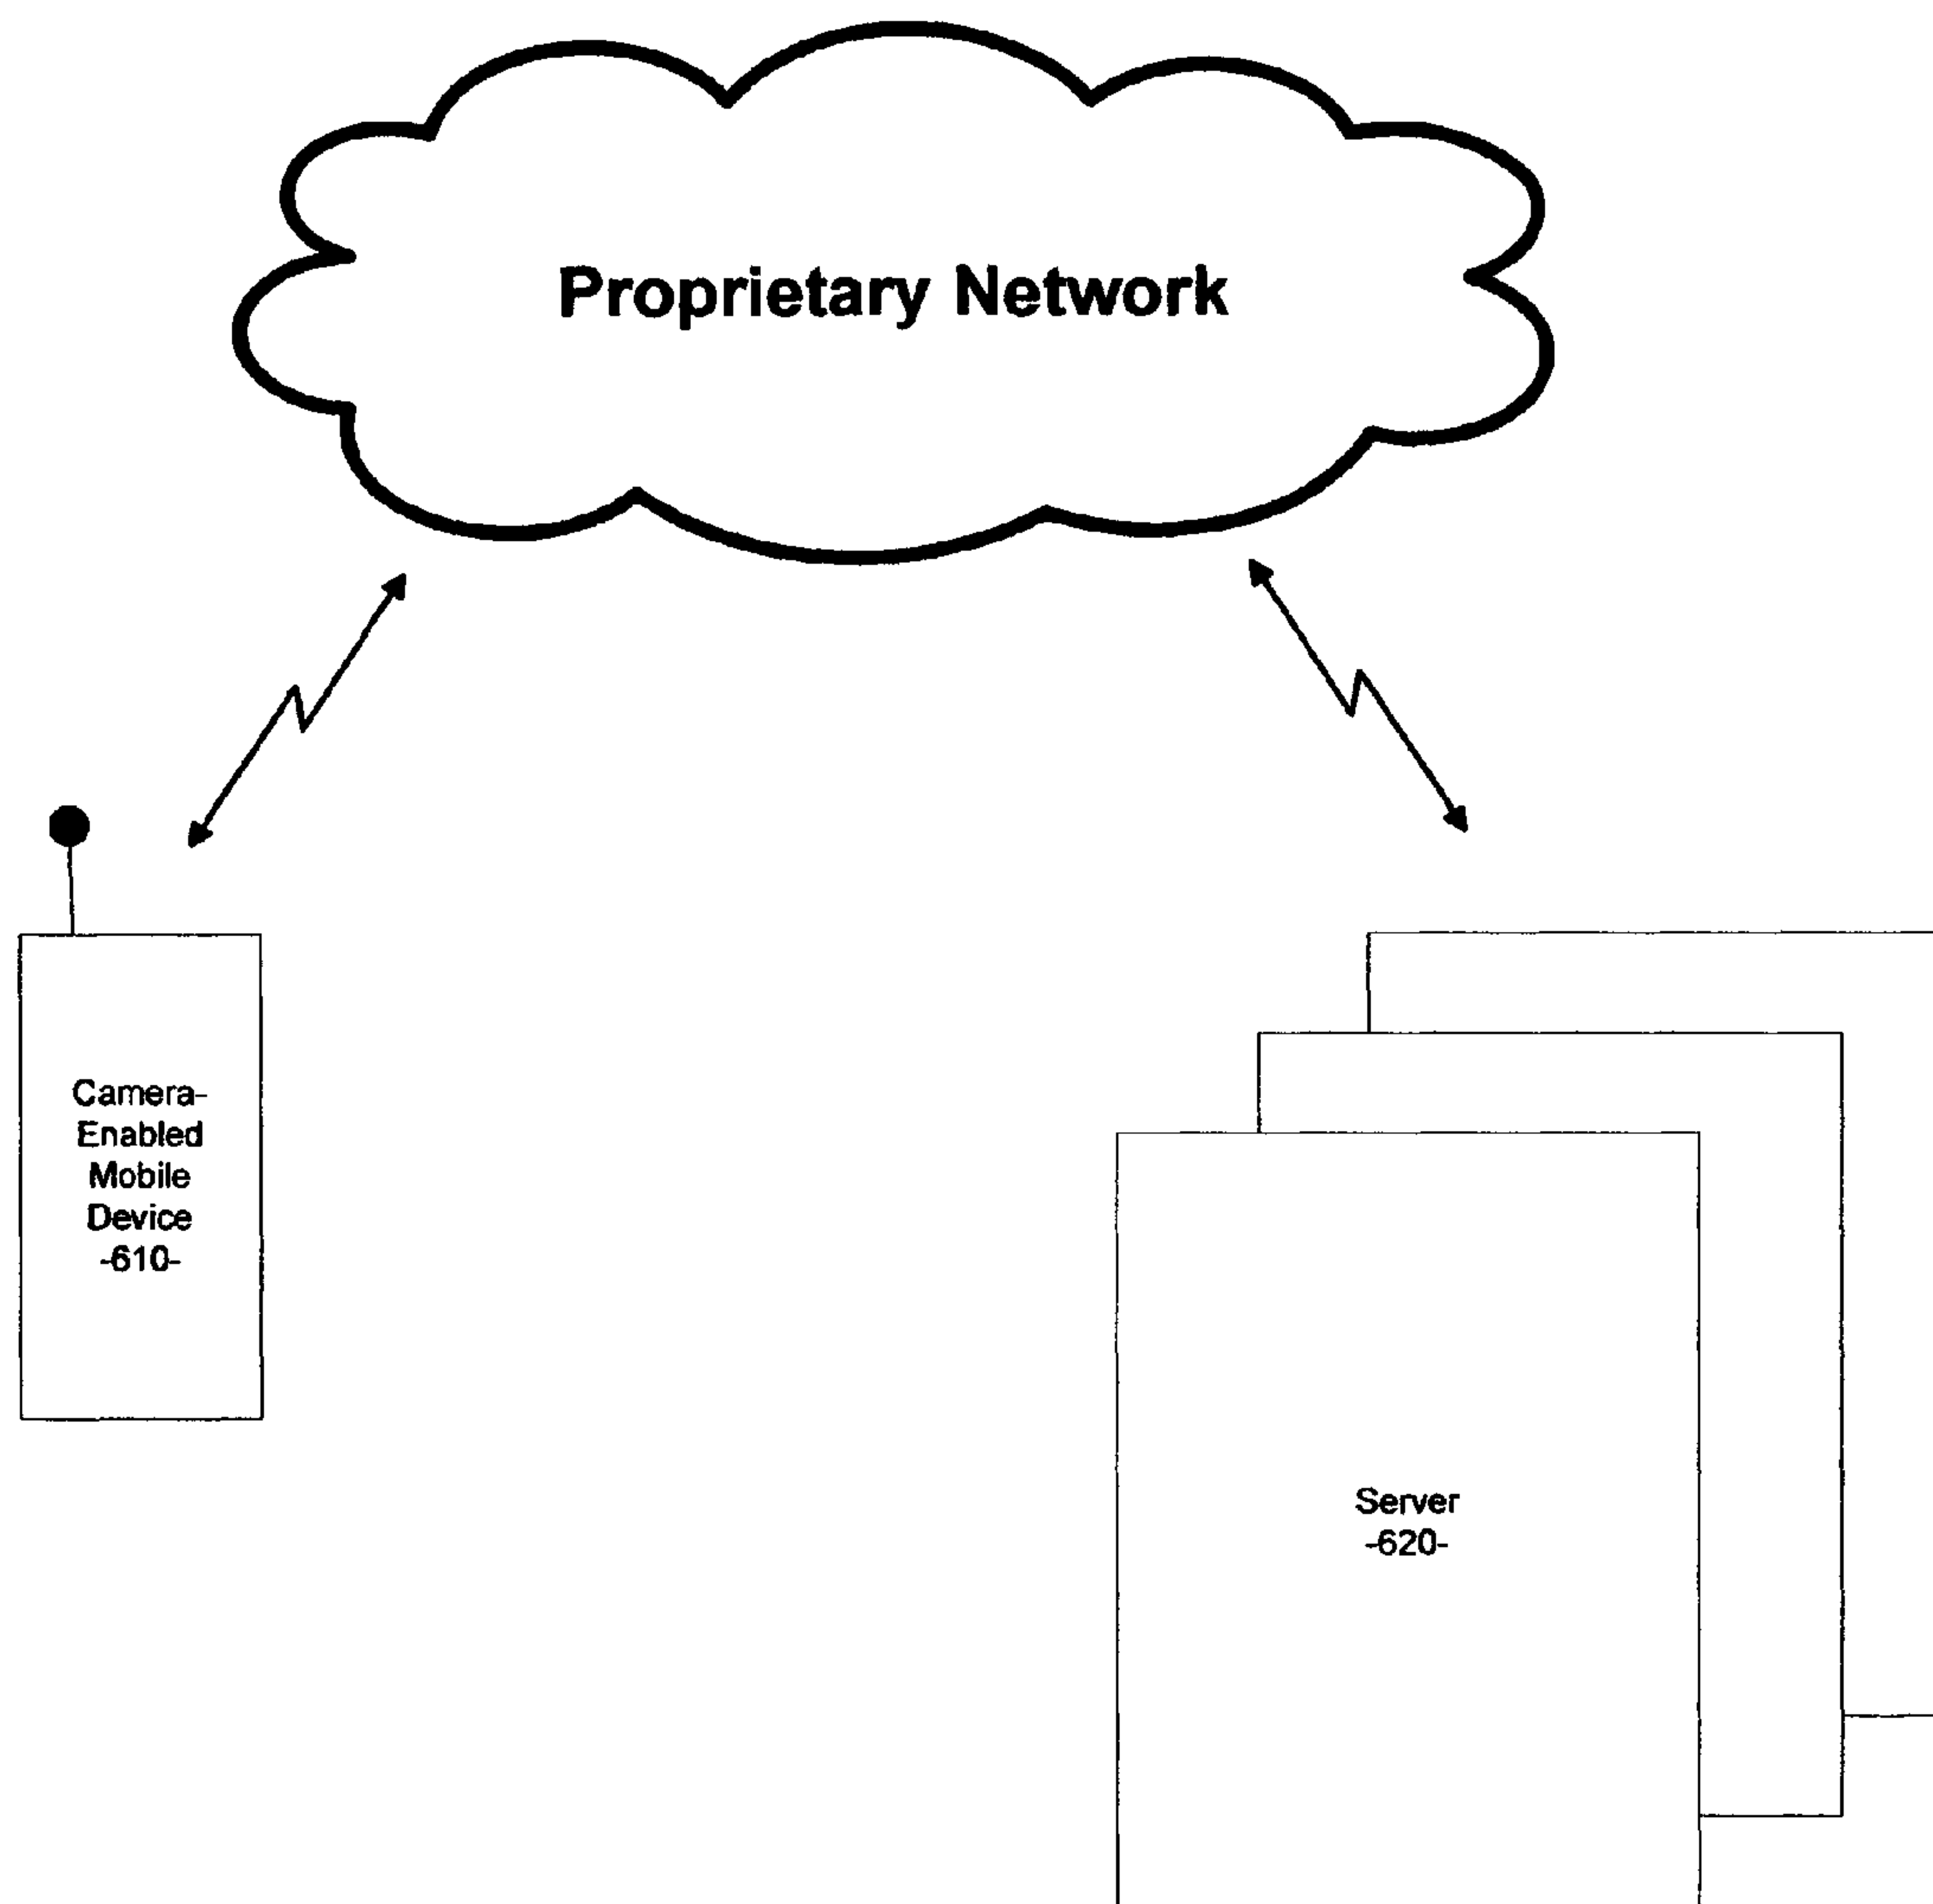 Proprietary Network
Camera-
Enabled
Mobile
Device
-610-
Server
-620-